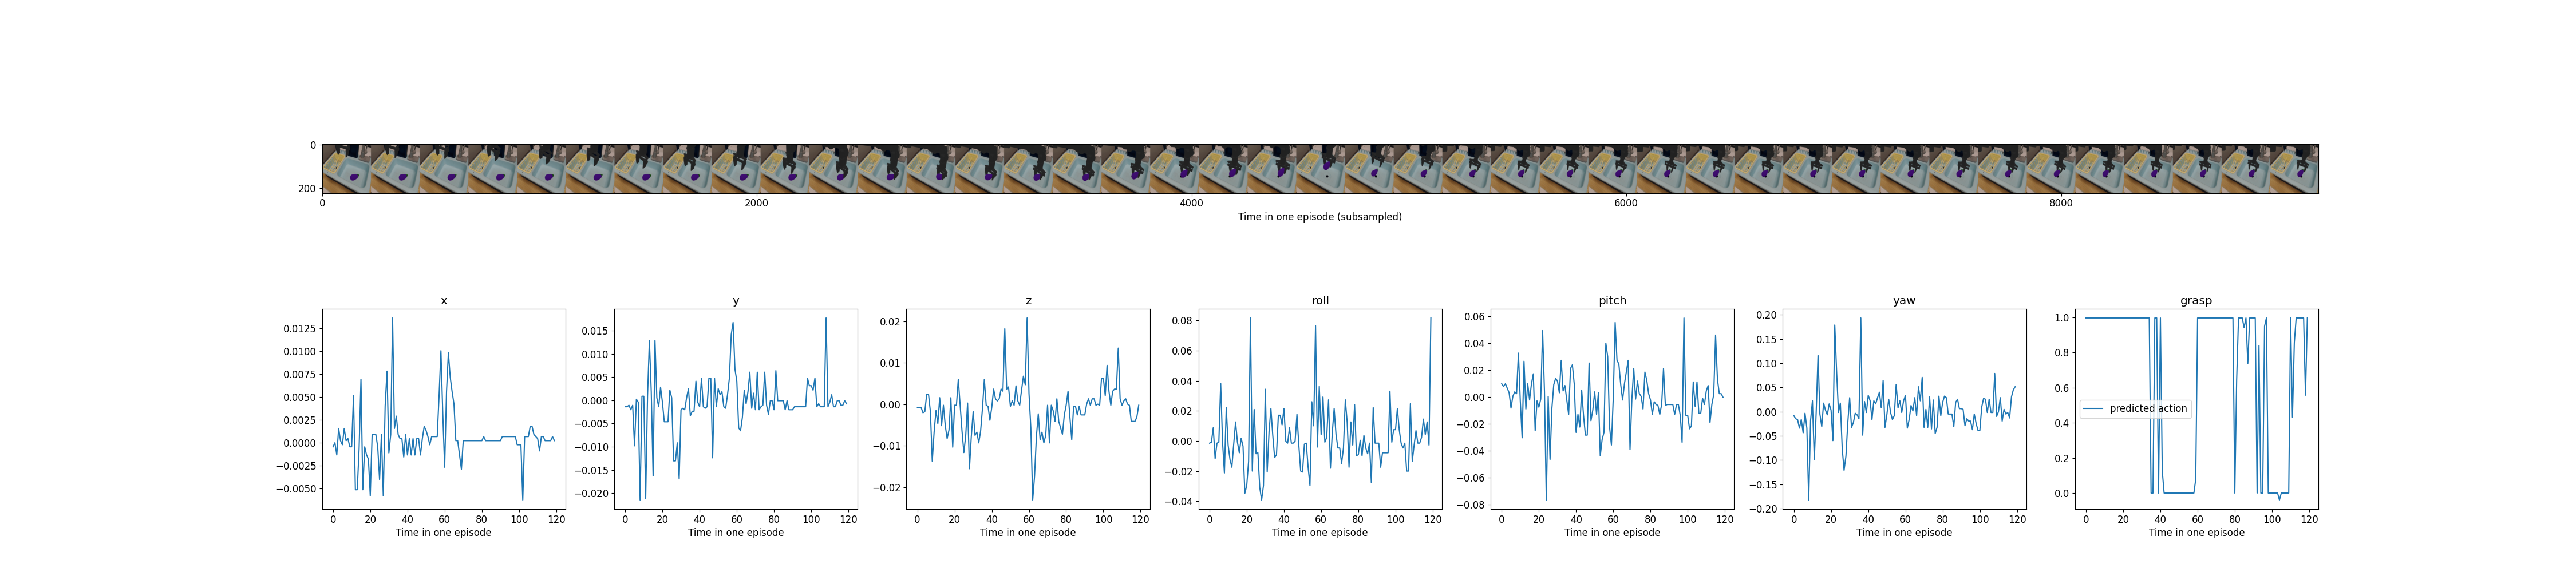 0
200
0 2000 4000 6000 8000
Time in one episode (subsampled)
x
0.0125
0.0100
0.0075
0.0050
0.0025
0.0000
−0.0025
−0.0050
0 20 40 60 80 100 120
Time in one episode
y
0.015
0.010
0.005
0.000
−0.005
−0.010
−0.015
−0.020
0 20 40 60 80 100 120
Time in one episode
z
0.02
0.01
0.00
−0.01
−0.02
0 20 40 60 80 100 120
Time in one episode
roll
0.08
0.06
0.04
0.02
0.00
−0.02
−0.04
0 20 40 60 80 100 120
Time in one episode
pitch
0.06
0.04
0.02
0.00
−0.02
−0.04
−0.06
−0.08
0 20 40 60 80 100 120
Time in one episode
yaw
0.20
0.15
0.10
0.05
0.00
−0.05
−0.10
−0.15
−0.20
0 20 40 60 80 100 120
Time in one episode
grasp
1.0
0.8
0.6
0.4
0.2
0.0
predicted action
0 20 40 60 80 100 120
Time in one episode